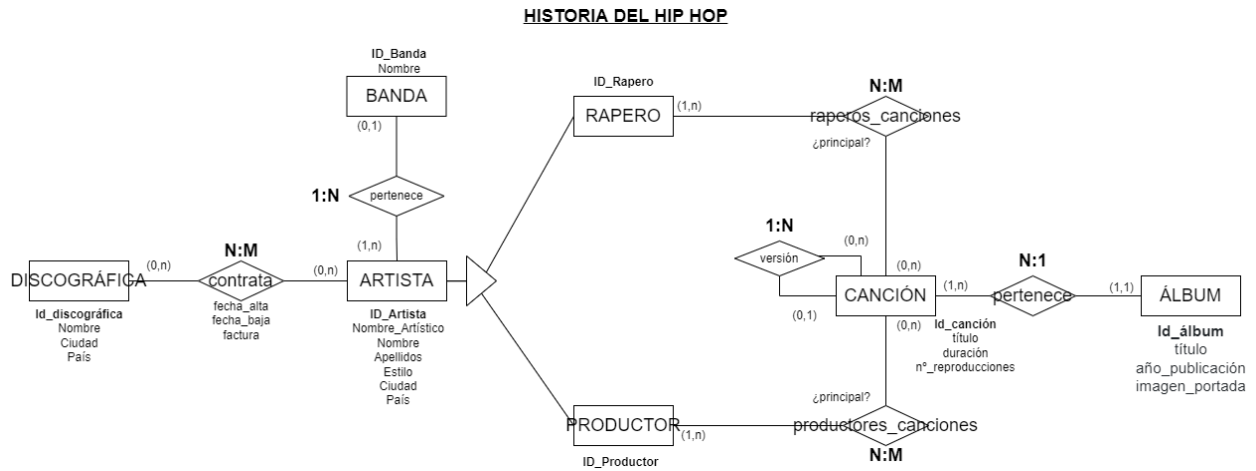 HISTORIA DEL HIP HOP
ID_Banda
Nombre
BANDA
(0,1)
1:N
pertenece
(1,n)
DISCOGRÁFICA
(0,n)
Id_discográfica
Nombre
Ciudad
País
N:M
contrata
fecha_alta
fecha_baja
factura
(0,n)
ARTISTA
ID_Artista
Nombre_Artístico
Nombre
Apellidos
Estilo
Ciudad
País
ID_Rapero
RAPERO
(1,n)
N:M
raperos_canciones
¿principal?
1:N
versión
(0,n)
(0,1)
(0,n)
CANCIÓN
(1,n)
(0,n)
Id_canción
título
duración
nº_reproducciones
N:1
pertenece
(1,1)
ÁLBUM
Id_álbum
título
año_publicación
imagen_portada
PRODUCTOR
(1,n)
ID_Productor
¿principal?
productores_canciones
N:M